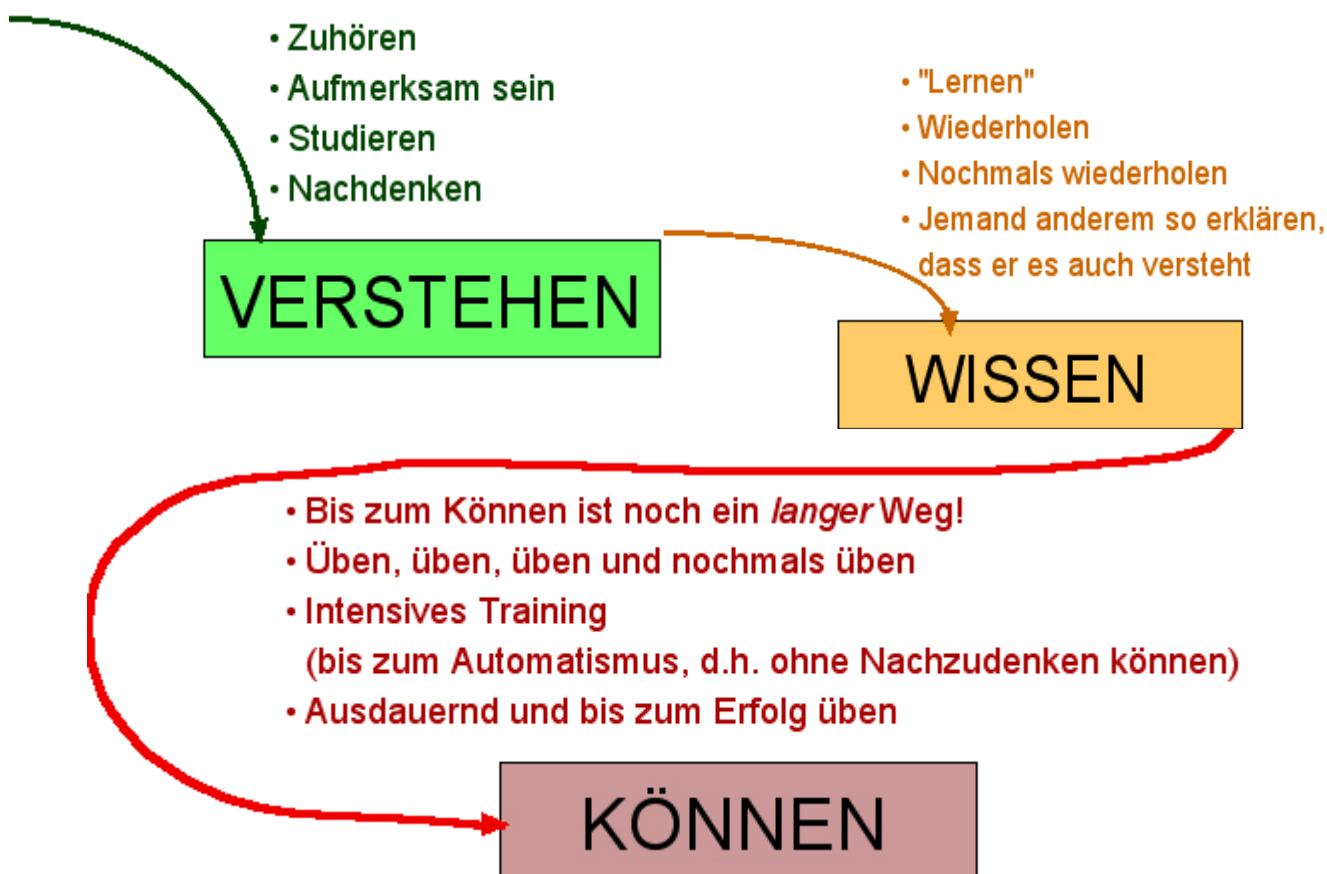 • Zuhören
• Aufmerksam sein
• Studieren
• Nachdenken
VERSTEHEN
• "Lernen"
• Wiederholen
• Nochmals wiederholen
• Jemand anderem so erklären,
dass er es auch versteht
WISSEN
• Bis zum Können ist noch ein langer Weg!
• Üben, üben, üben und nochmals üben
• Intensives Training
(bis zum Automatismus, d.h. ohne Nachzudenken können)
• Ausdauernd und bis zum Erfolg üben
KÖNNEN